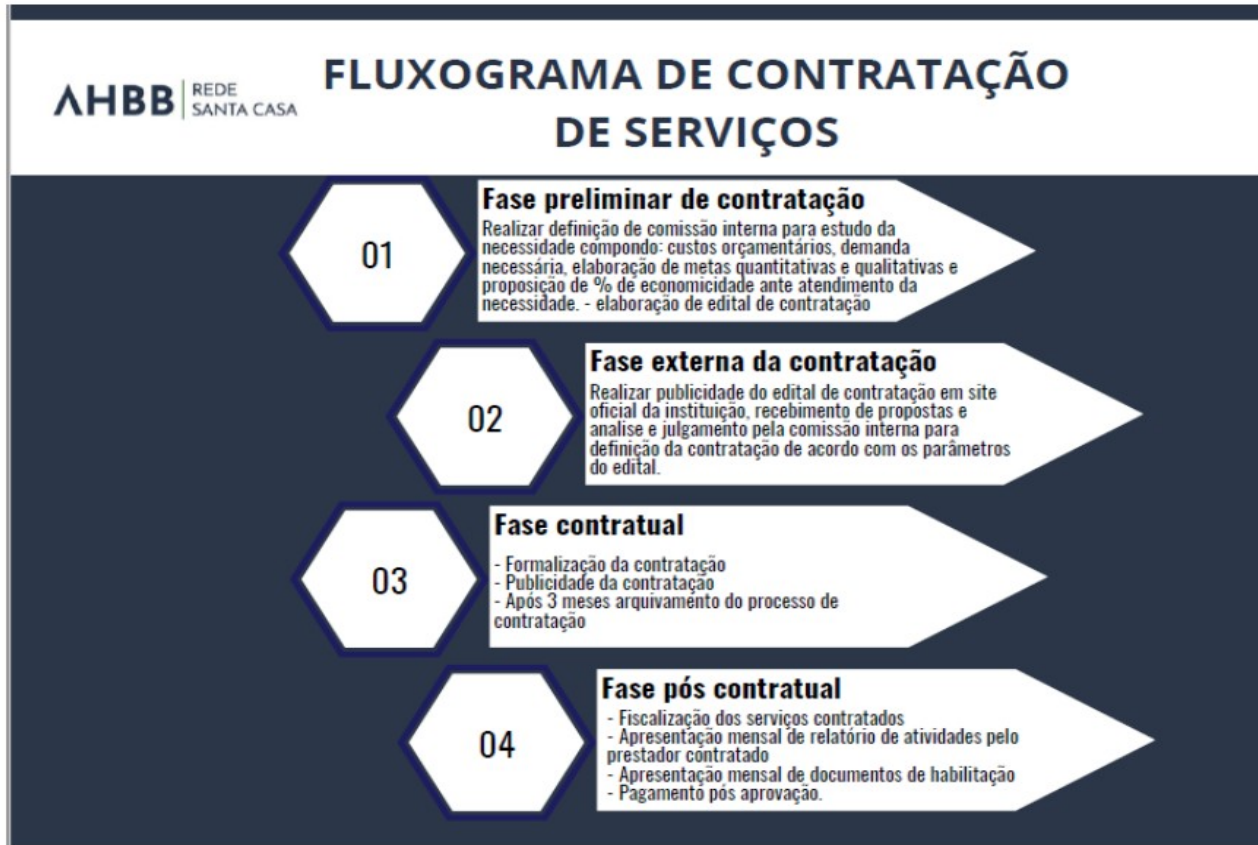 AHBB
REDE
SANTA CASA
FLUXOGRAMA DE CONTRATAÇÃO
DE SERVIÇOS
01
Fase preliminar de contratação
Realizar definição de comissão interna para estudo da
necessidade compondo: custos orçamentários, demanda
necessária, elaboração de metas quantitativas e qualitativas e
proposição de % de economicidade ante atendimento da
necessidade. - elaboração de edital de contratação
02
Fase externa da contratação
Realizar publicidade do edital de contratação em site
oficial da instituição, recebimento de propostas e
analise e julgamento pela comissão interna para
definição da contratação de acordo com os parâmetros
do edital.
03
Fase contratual
- Formalização da contratação
- Publicidade da contratação
- Após 3 meses arquivamento do processo de
contratação
04
Fase pós contratual
- Fiscalização dos serviços contratados
- Apresentação mensal de relatório de atividades pelo
prestador contratado
- Apresentação mensal de documentos de habilitação
- Pagamento pós aprovação.